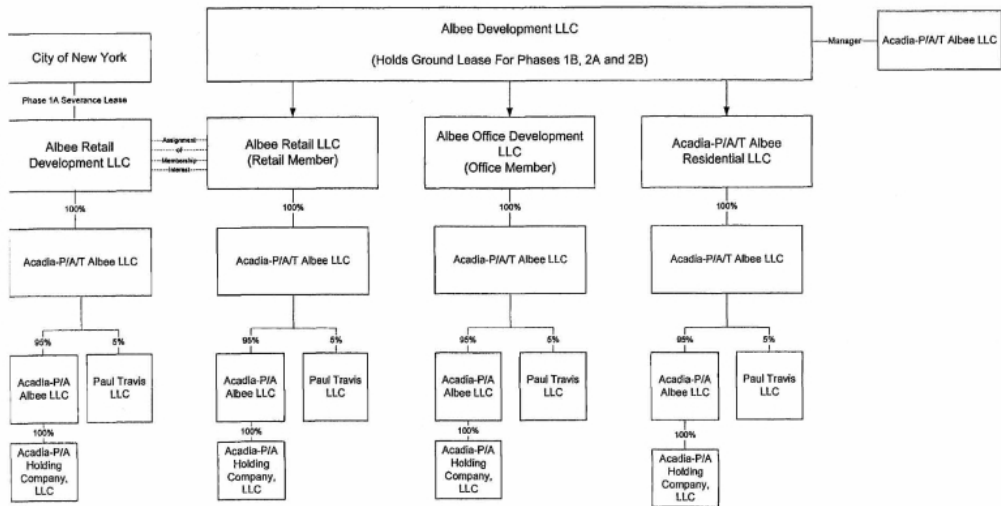 Albee Development LLC
(Holds Ground Lease For Phases 1B, 2A and 2B)
Manager
Acadia-P/A/T Albee LLC
City of New York
Phase 1A Severance Lease
Albee Retail
Development LLC
Assignment
of
Membership
Interest
Albee Retail LLC
(Retail Member)
Albee Office Development
LLC
(Office Member)
Acadia-P/A/T Albee
Residential LLC
100%
100%
100%
100%
Acadia-P/A/T Albee LLC
Acadia-P/A/T Albee LLC
Acadia-P/A/T Albee LLC
Acadia-P/A/T Albee LLC
95%
5%
95%
5%
95%
5%
95%
5%
Acadia-P/A
Albee LLC
Paul Travis
LLC
Acadia-P/A
Albee LLC
Paul Travis
LLC
Acadia-P/A
Albee LLC
Paul Travis
LLC
Acadia-P/A
Albee LLC
Paul Travis
LLC
100%
100%
100%
100%
Acadia-P/A
Holding
Company,
LLC
Acadia-P/A
Holding
Company,
LLC
Acadia-P/A
Holding
Company,
LLC
Acadia-P/A
Holding
Company,
LLC